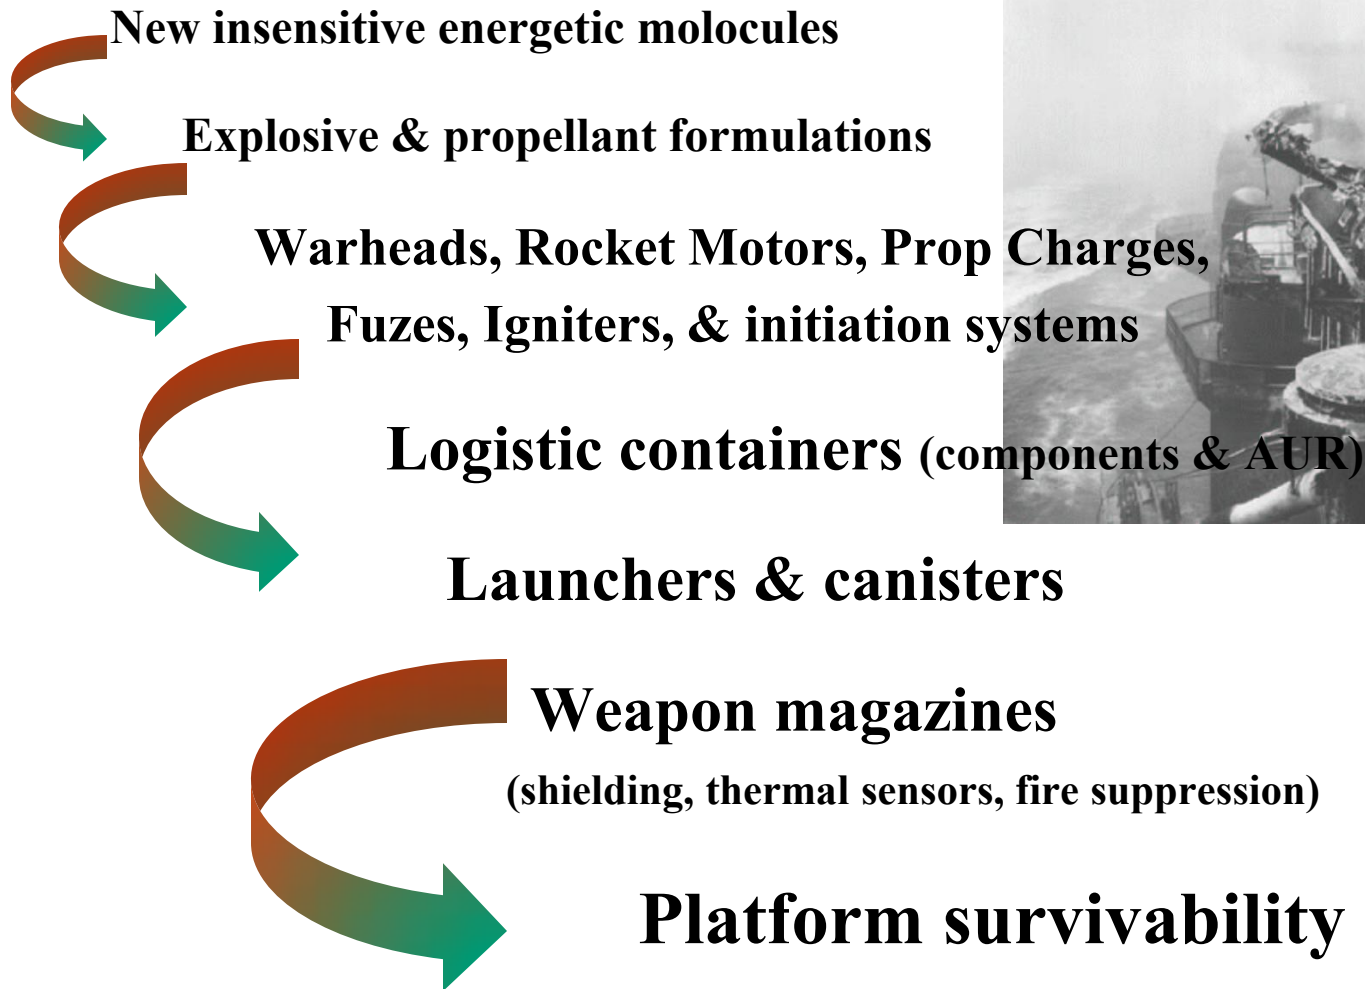 New insensitive energetic molocules
Explosive & propellant formulations
Warheads, Rocket Motors, Prop Charges,
Fuzes, Igniters, & initiation systems
Logistic containers (components & AUR)
Launchers & canisters
Weapon magazines
(shielding, thermal sensors, fire suppression)
Platform survivability